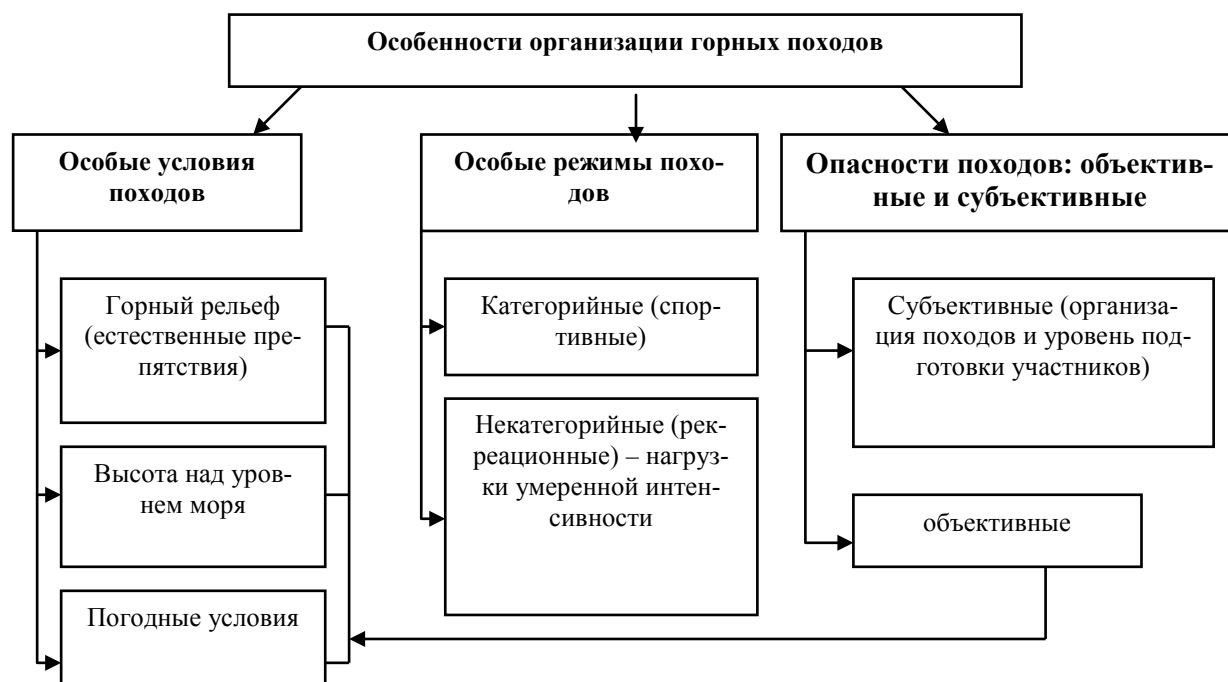 Особенности организации горных походов
Особые условия
походов
Особые режимы похо-
дов
Опасности походов: объектив-
ные и субъективные
Горный рельеф
(естественные пре-
пятствия)
Высота над уров-
нем моря
Погодные условия
Категорийные (спор-
тивные)
Некатегорийные (рек-
реационные) – нагруз-
ки умеренной интен-
сивности
Субъективные (организа-
ция походов и уровень под-
готовки участников)
объективные